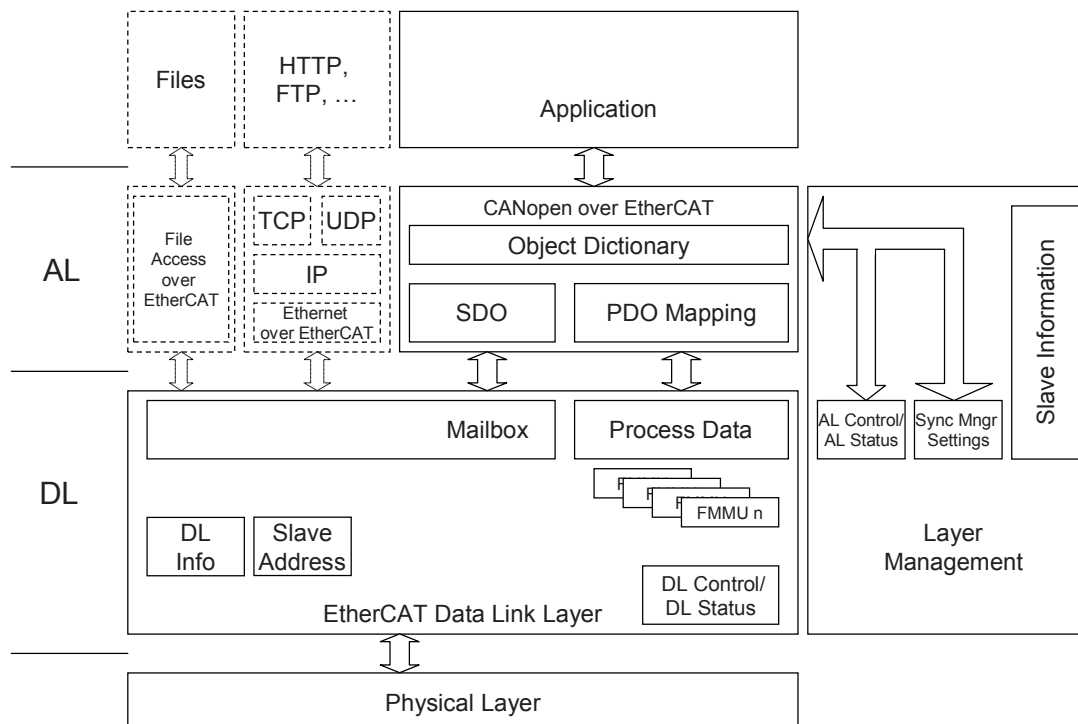 Files
HTTP,
FTP, …
Application
AL
File
Access
over
EtherCAT
TCP
UDP
IP
Ethernet
over EtherCAT
CANopen over EtherCAT
Object Dictionary
SDO
PDO Mapping
Slave Information
AL Control/
AL Status
Sync Mngr
Settings
Layer
Management
DL
Mailbox
Process Data
FMMU n
DL
Info
Slave
Address
DL Control/
DL Status
EtherCAT Data Link Layer
Physical Layer